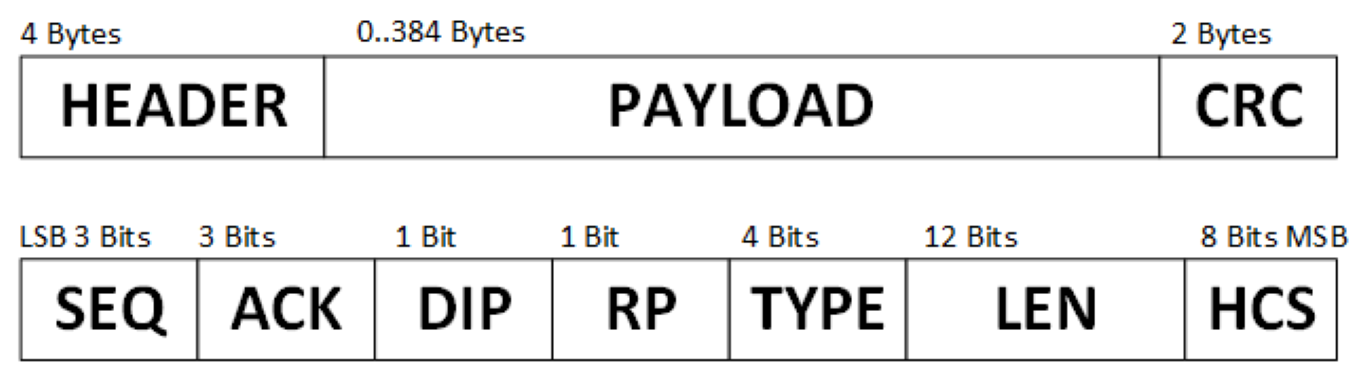 4 Bytes 0..384 Bytes 2 Bytes
HEADER PAYLOAD CRC
LSB 3 Bits 3 Bits 1 Bit 1 Bit 4 Bits 12 Bits 8 Bits MSB
SEQ ACK DIP RP TYPE LEN HCS